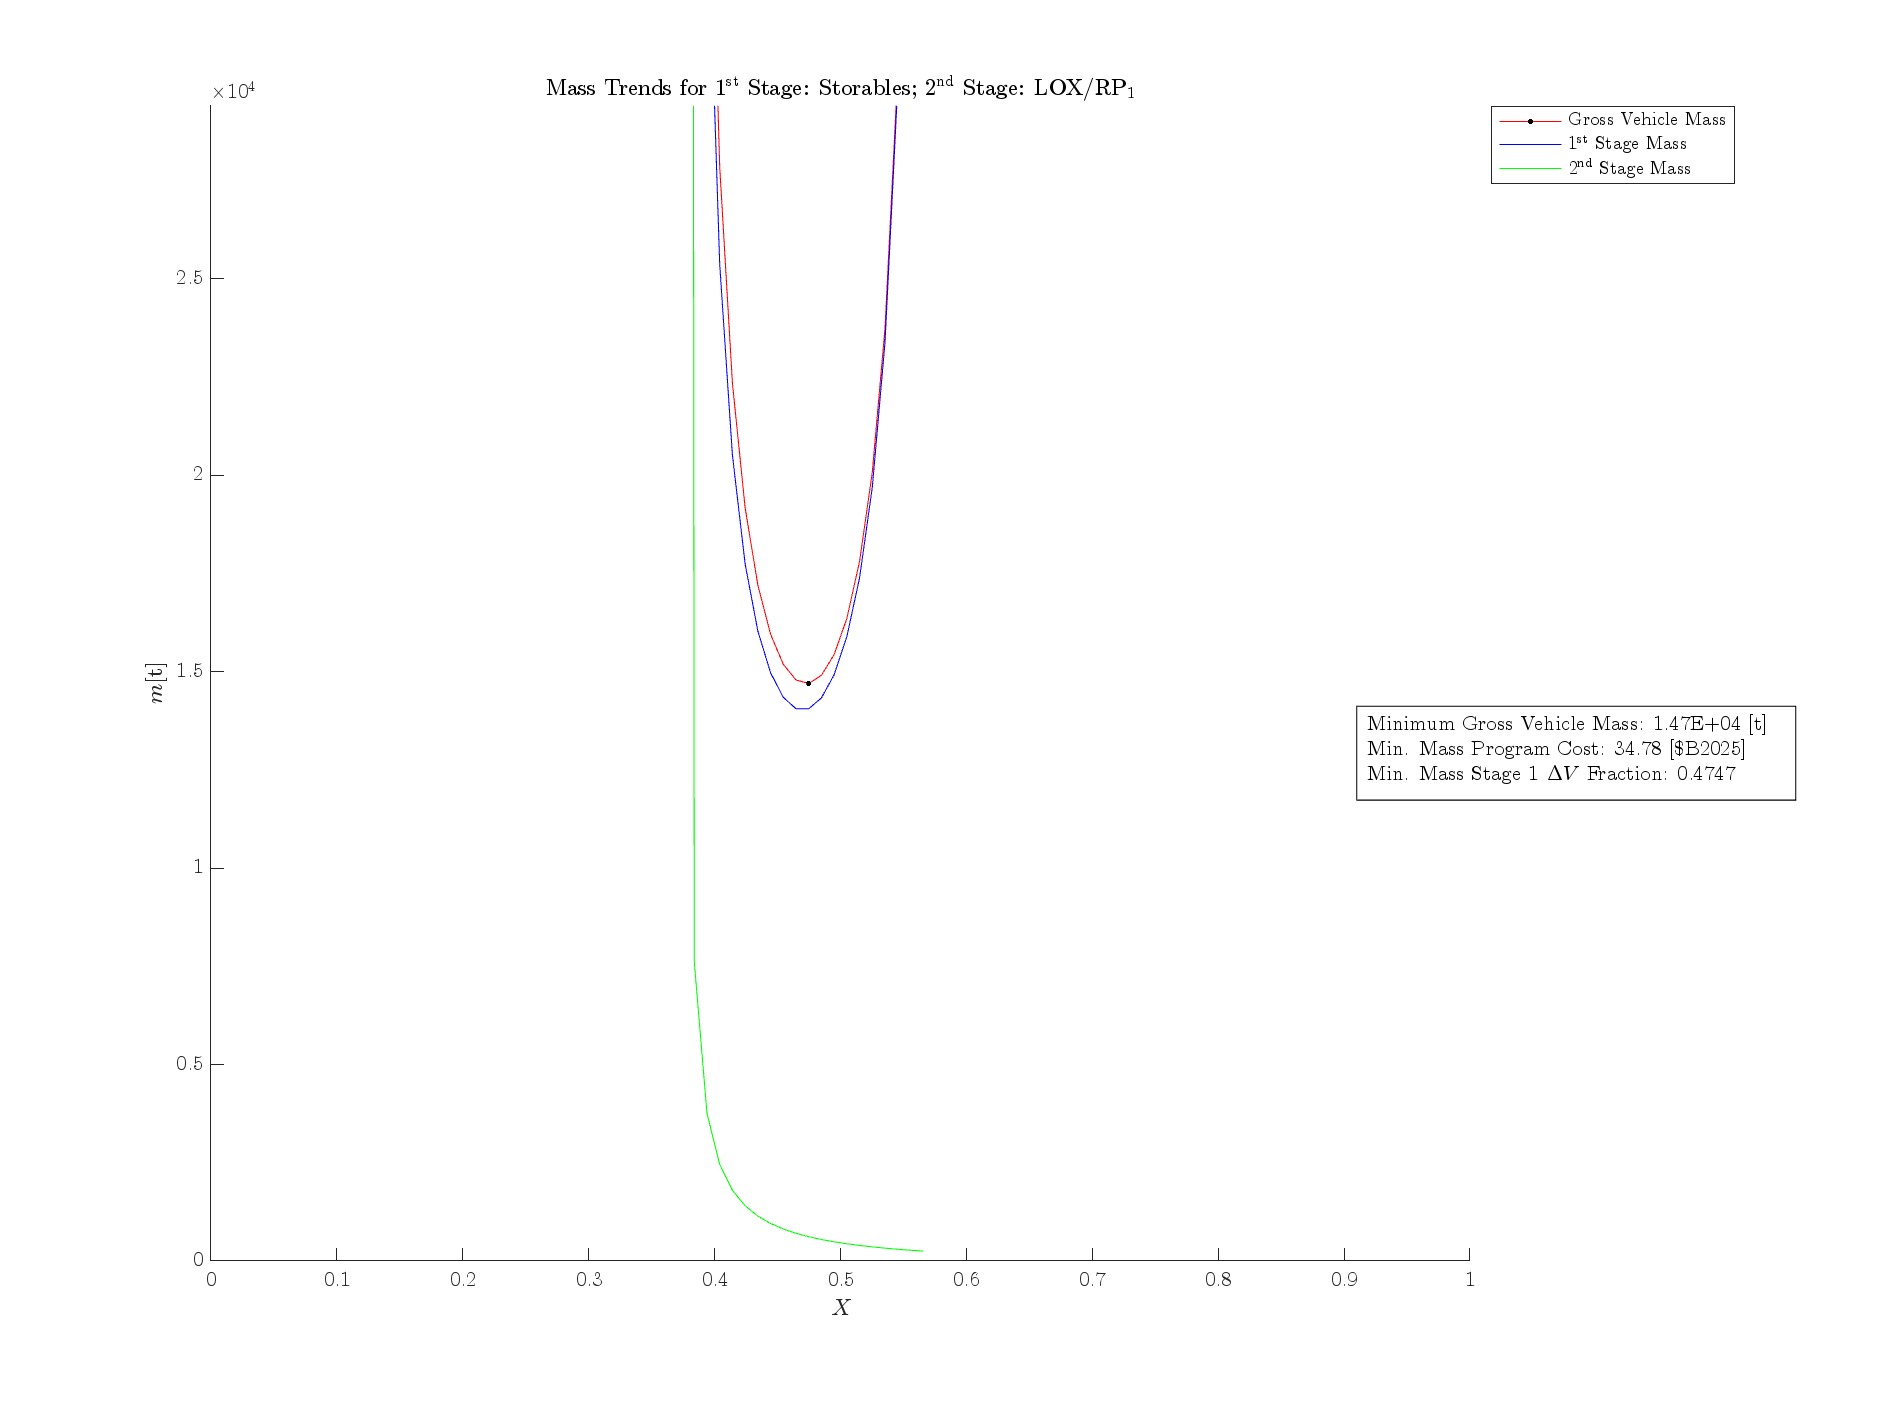 Mass Trends for 1st Stage: Storables; 2nd Stage: LOX/RP1
×10^4
Gross Vehicle Mass
1st Stage Mass
2nd Stage Mass
2.5
2
1.5
1
0.5
0
m[t]
Minimum Gross Vehicle Mass: 1.47E+04 [t]
Min. Mass Program Cost: 34.78 [$B2025]
Min. Mass Stage 1 ΔV Fraction: 0.4747
0 0.1 0.2 0.3 0.4 0.5 0.6 0.7 0.8 0.9 1
X